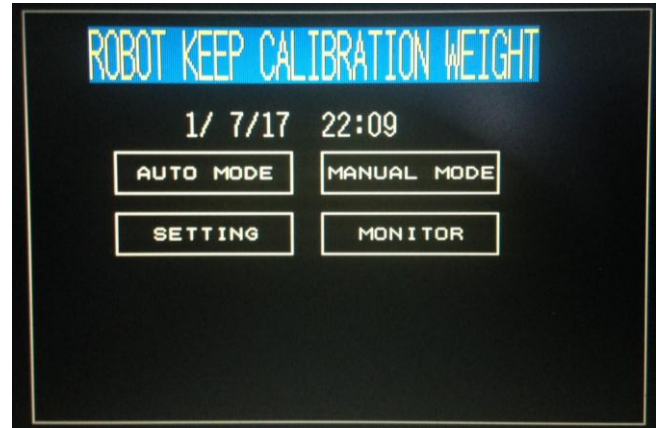 ROBOT KEEP CALIBRATION WEIGHT
1/ 7/17 22:09
AUTO MODE MANUAL MODE
SETTING MONITOR